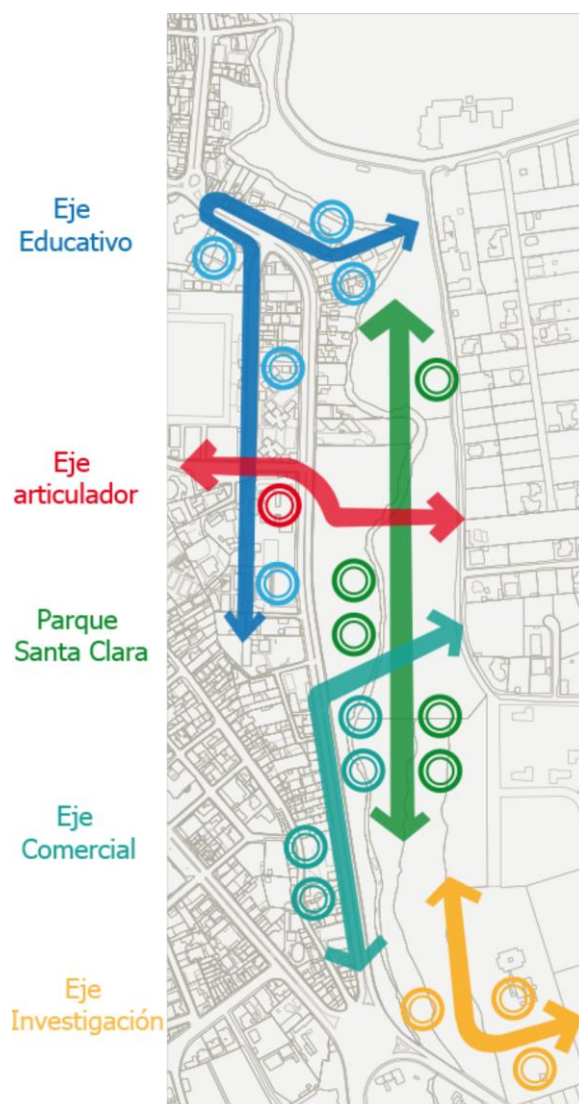 Eje
Educativo
Eje
articulador
Parque
Santa Clara
Eje
Comercial
Eje
Investigación